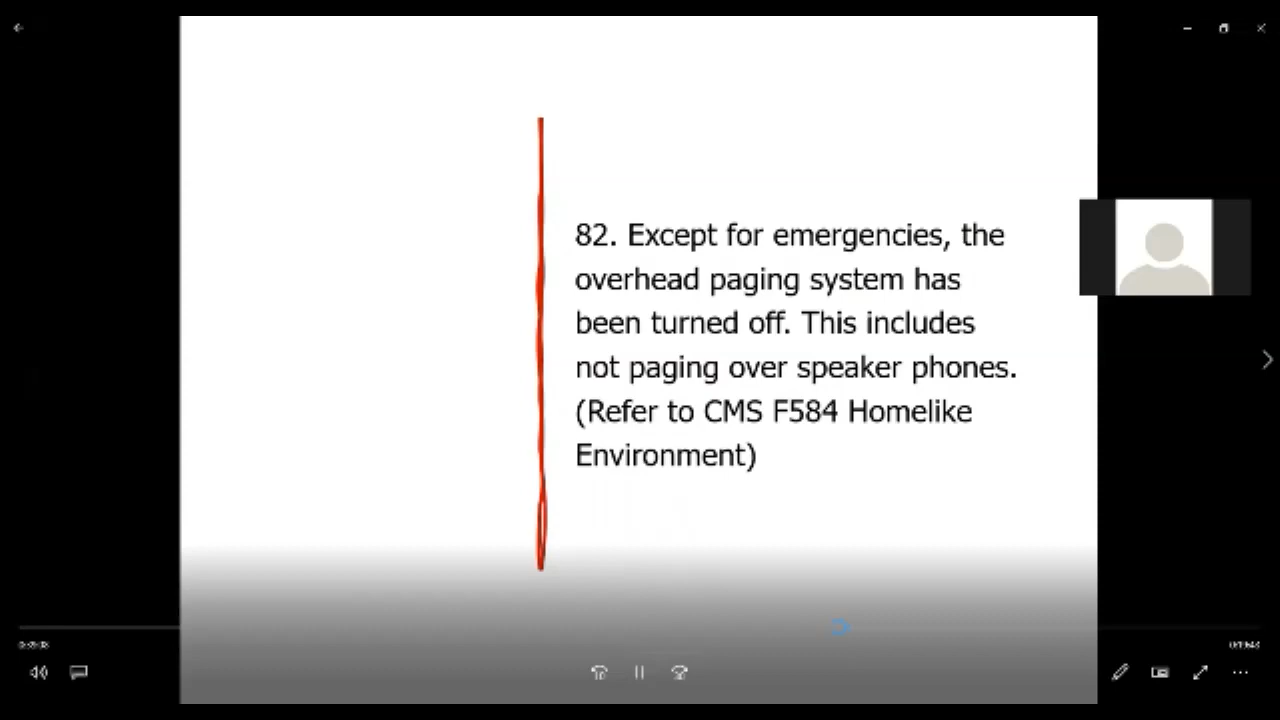 82. Except for emergencies, the
overhead paging system has
been turned off. This includes
not paging over speaker phones.
(Refer to CMS F584 Homelike
Environment)